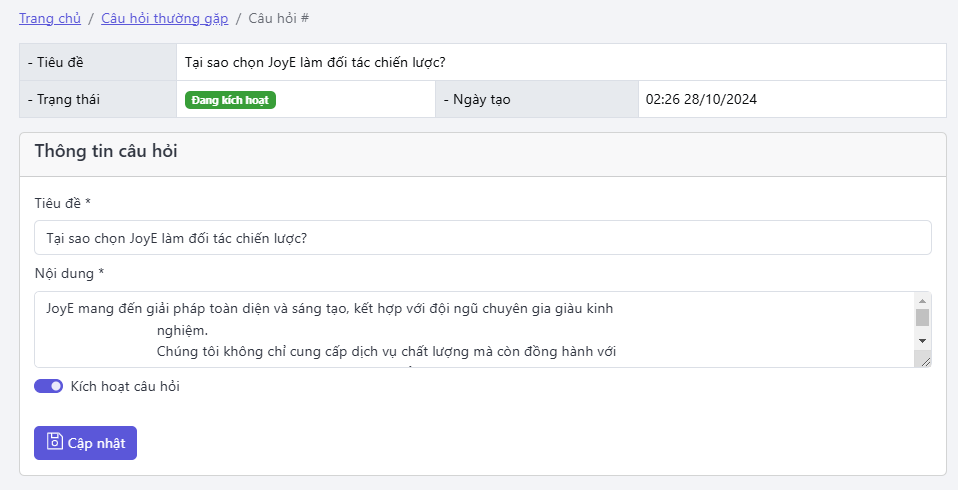 Trang chủ / Câu hỏi thường gặp / Câu hỏi #
- Tiêu đề
Tại sao chọn JoyE làm đối tác chiến lược?
- Trạng thái
Đang kích hoạt
- Ngày tạo
02:26 28/10/2024
Thông tin câu hỏi
Tiêu đề *
Tại sao chọn JoyE làm đối tác chiến lược?
Nội dung *
JoyE mang đến giải pháp toàn diện và sáng tạo, kết hợp với đội ngũ chuyên gia giàu kinh
nghiệm.
Chúng tôi không chỉ cung cấp dịch vụ chất lượng mà còn đồng hành với
Kích hoạt câu hỏi
Cập nhật